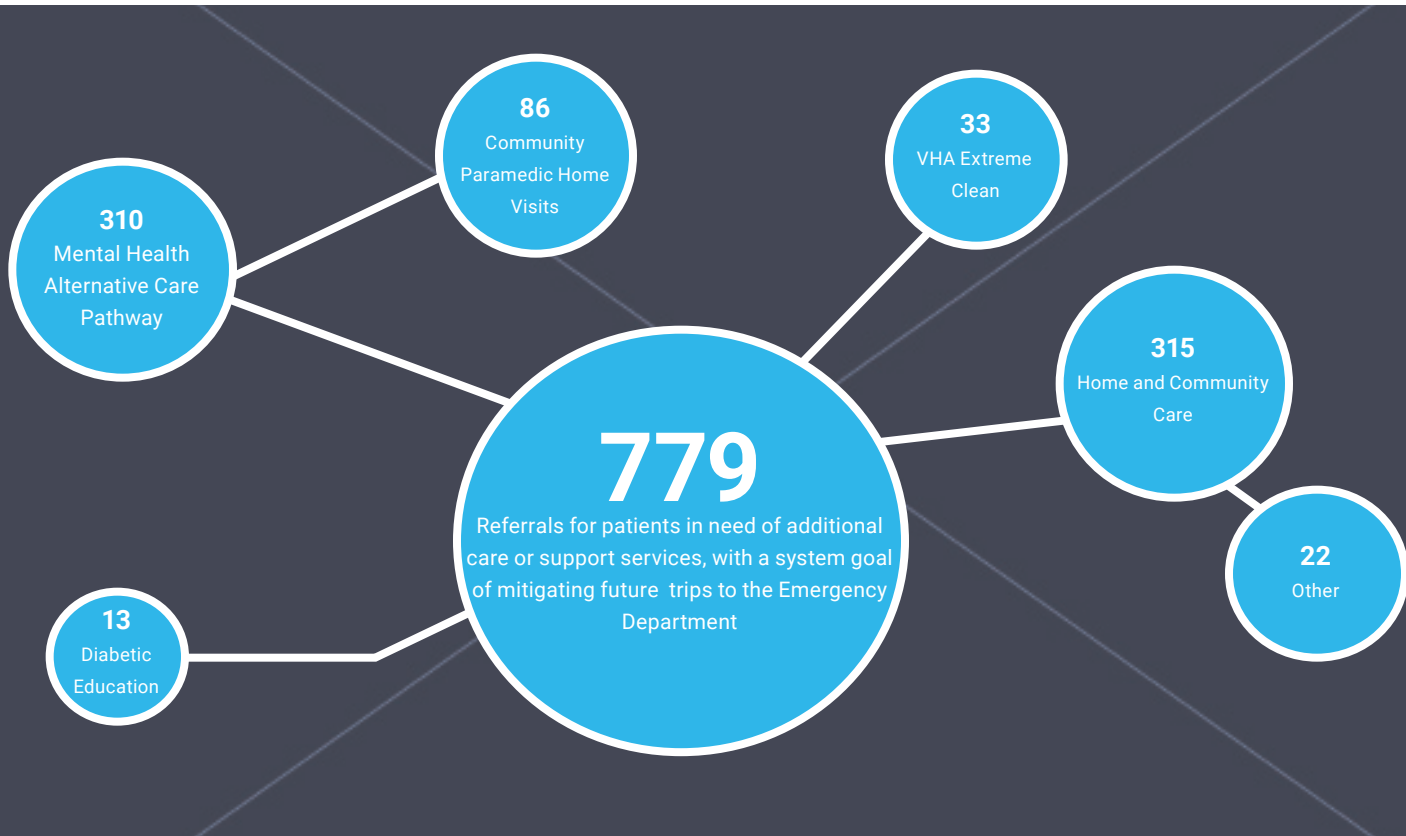 86
Community
Paramedic Home
Visits
33
VHA Extreme
Clean
310
Mental Health
Alternative Care
Pathway
315
Home and Community
Care
779
Referrals for patients in need of additional
care or support services, with a system goal
of mitigating future  trips to the Emergency
Department
22
Other
13
Diabetic
Education